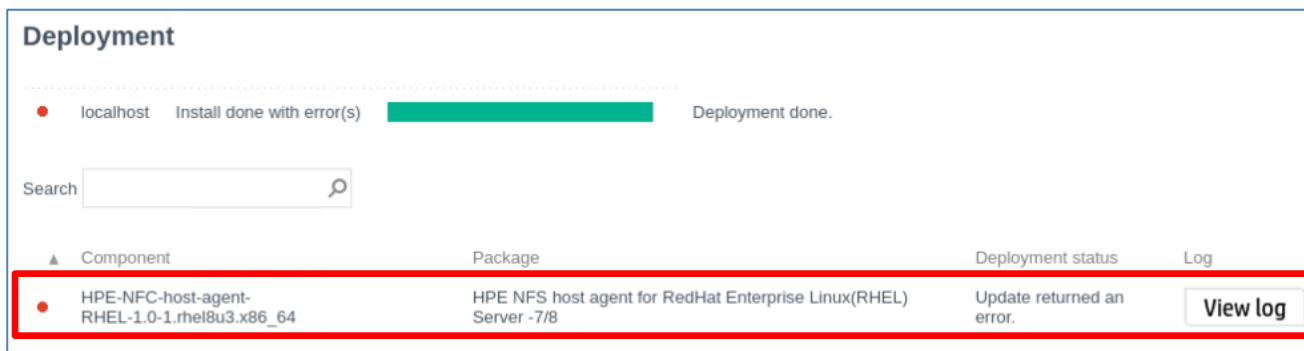 Deployment
localhost Install done with error(s) Deployment done.
Search
Component Package Deployment status Log
HPE-NFC-host-agent- HPE NFS host agent for RedHat Enterprise Linux(RHEL) Update returned an View log
RHEL-1.0-1.rhel8u3.x86_64 Server -7/8 error.